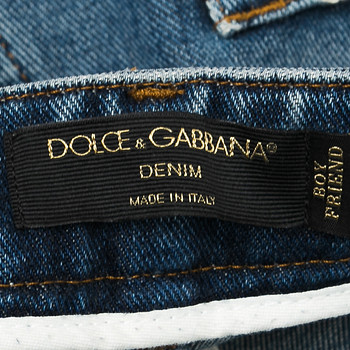 DOLCE & GABBANA®
DENIM
MADE IN ITALY
BOY
FRIEND